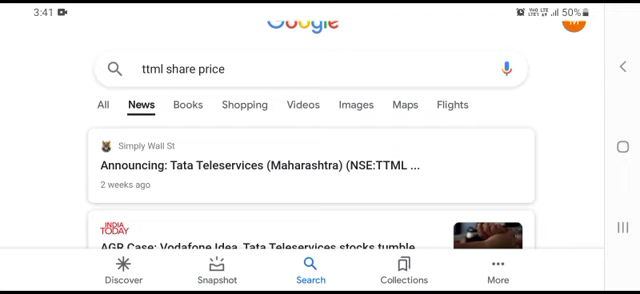 3:41
50%
Google
M
ttml share price
All News Books Shopping Videos Images Maps Flights
Simply Wall St
Announcing: Tata Teleservices (Maharashtra) (NSE:TTML ...
2 weeks ago
INDIA
TODAY
AGR Case: Vodafone Idea, Tata Teleservices stocks tumble
Discover Snapshot Search Collections More